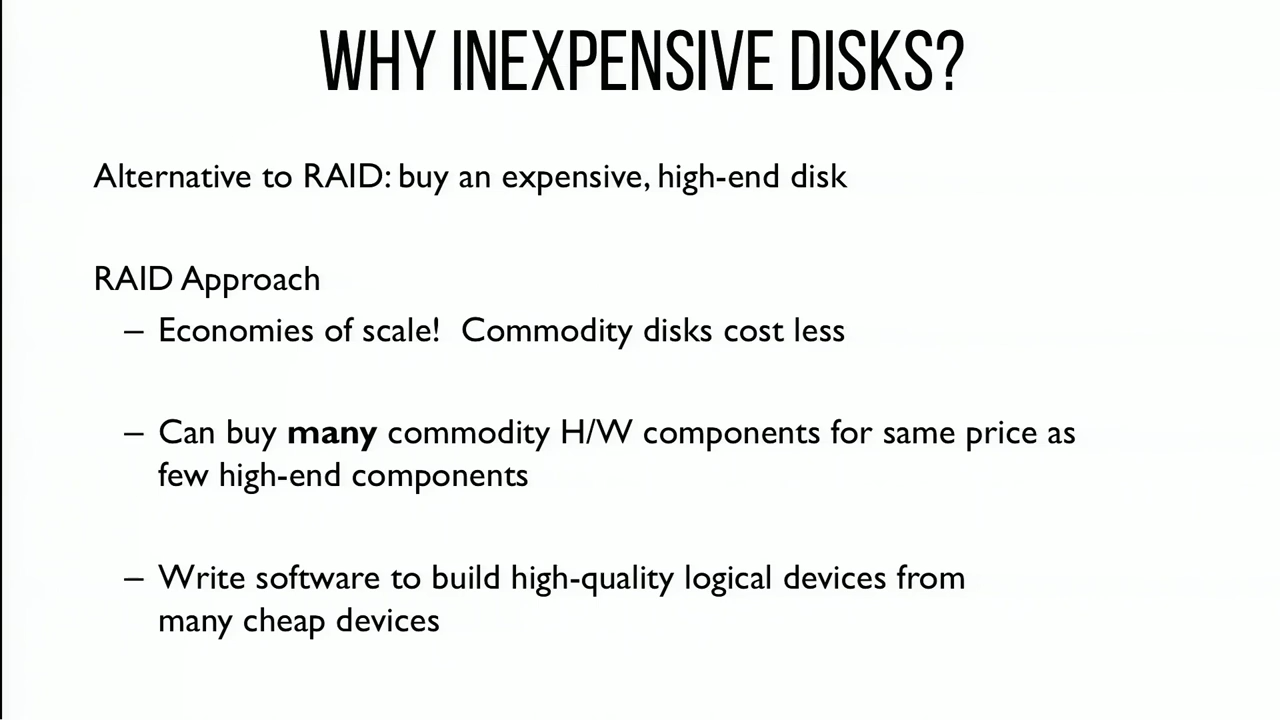 WHY INEXPENSIVE DISKS?
Alternative to RAID: buy an expensive, high-end disk
RAID Approach
– Economies of scale! Commodity disks cost less
– Can buy many commodity H/W components for same price as
few high-end components
– Write software to build high-quality logical devices from
many cheap devices